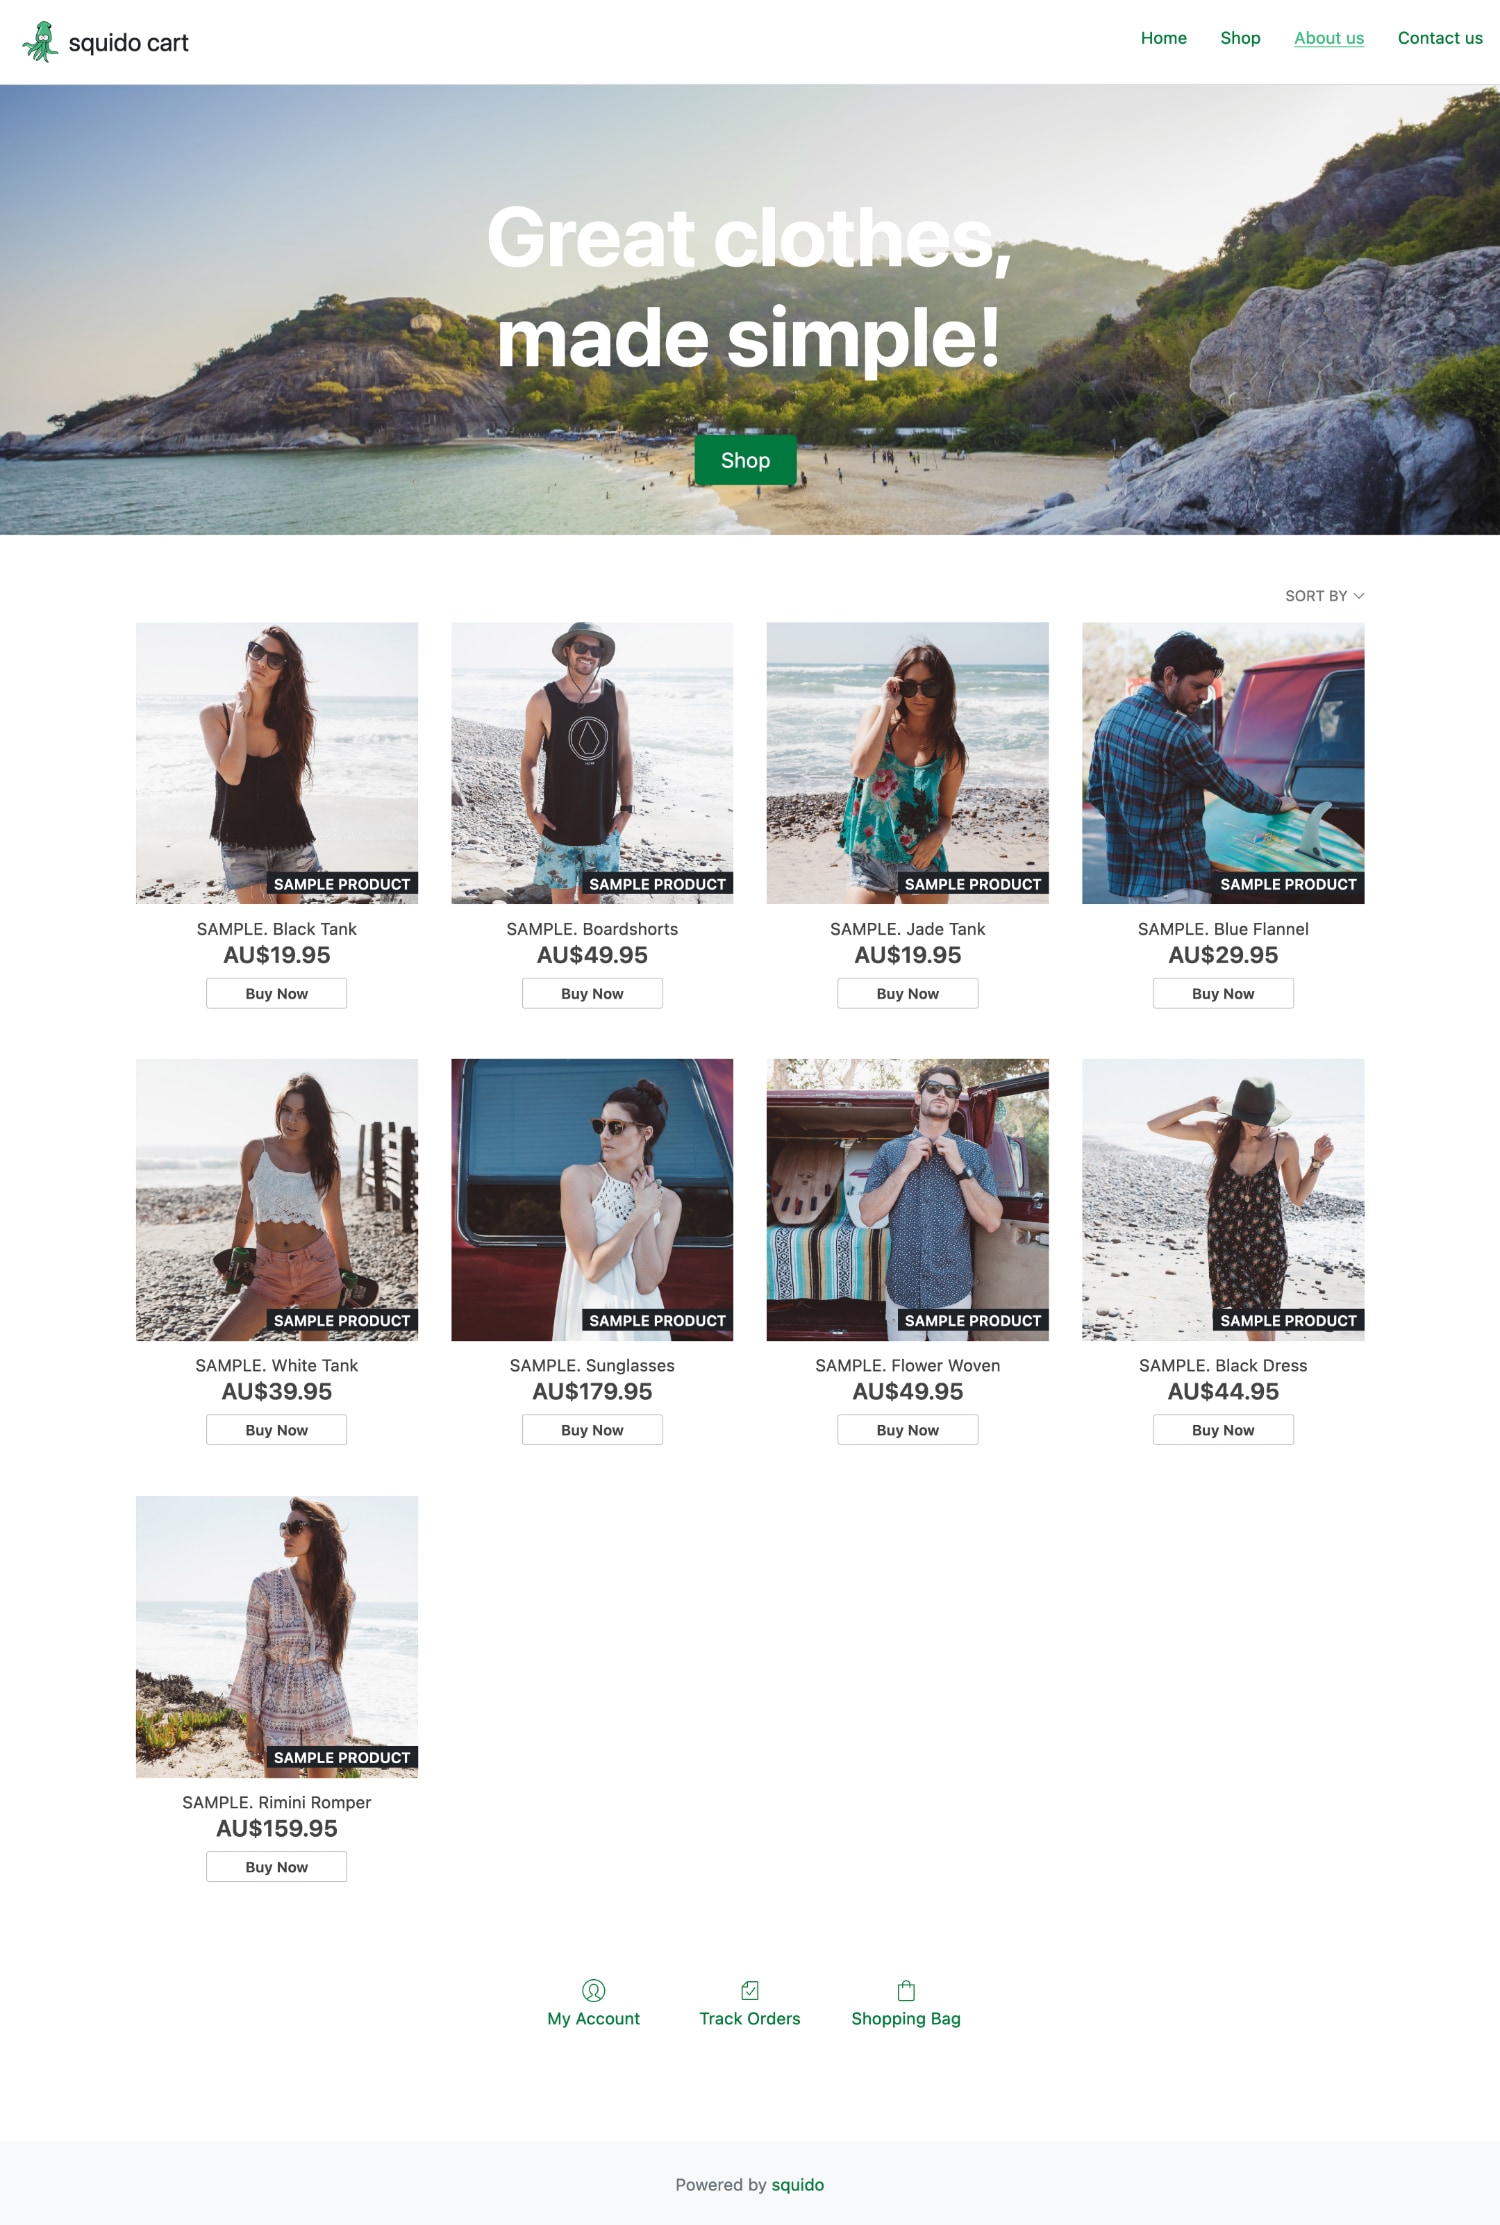 squido cart
Home Shop About us Contact us
Great clothes,
made simple!
Shop
SORT BY
SAMPLE PRODUCT SAMPLE PRODUCT SAMPLE PRODUCT SAMPLE PRODUCT
SAMPLE. Black Tank SAMPLE. Boardshorts SAMPLE. Jade Tank SAMPLE. Blue Flannel
AU$19.95 AU$49.95 AU$19.95 AU$29.95
Buy Now Buy Now Buy Now Buy Now
SAMPLE PRODUCT SAMPLE PRODUCT SAMPLE PRODUCT SAMPLE PRODUCT
SAMPLE. White Tank SAMPLE. Sunglasses SAMPLE. Flower Woven SAMPLE. Black Dress
AU$39.95 AU$179.95 AU$49.95 AU$44.95
Buy Now Buy Now Buy Now Buy Now
SAMPLE PRODUCT
SAMPLE. Rimini Romper
AU$159.95
Buy Now
My Account Track Orders Shopping Bag
Powered by squido